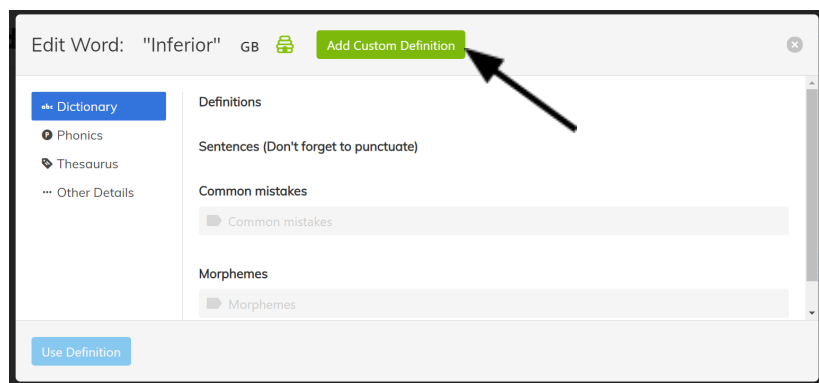 Edit Word: "Inferior" GB Add Custom Definition
abc Dictionary
P Phonics
Thesaurus
Other Details
Definitions
Sentences (Don't forget to punctuate)
Common mistakes
Common mistakes
Morphemes
Morphemes
Use Definition